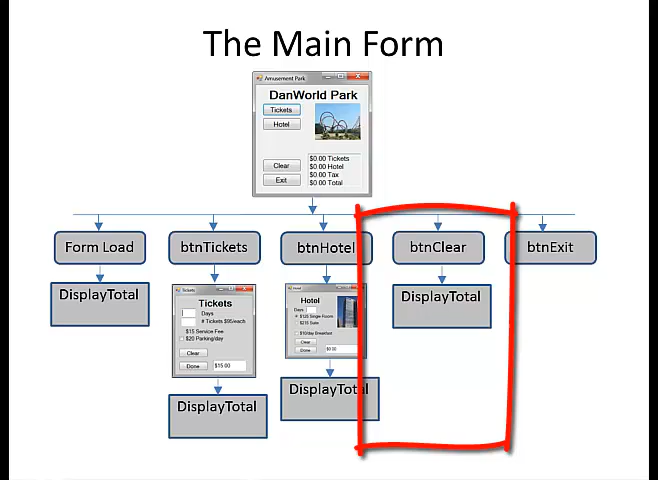 The Main Form
Amusement Park
DanWorld Park
Tickets
Hotel
Clear
Exit
$0.00 Tickets
$0.00 Hotel
$0.00 Tax
$0.00 Total
Form Load
btnTickets
btnHotel
btnClear
btnExit
DisplayTotal
Tickets
Tickets
Days
# Tickets $95/each
$15 Service Fee
$20 Parking/day
Clear
Done
$15.00
DisplayTotal
Hotel
Hotel
Days
$125 Single Room
$215 Suite
$10/day Breakfast
Clear
Done
$0.00
DisplayTotal
DisplayTotal